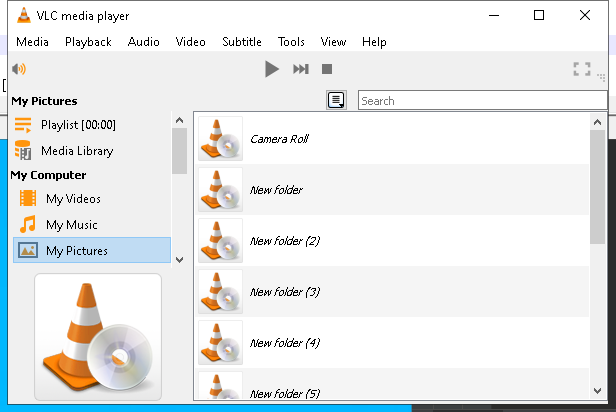 VLC media player
Media Playback Audio Video Subtitle Tools View Help
My Pictures
Search
Playlist [00:00]
Media Library
My Computer
My Videos
My Music
My Pictures
Camera Roll
New folder
New folder (2)
New folder (3)
New folder (4)
New folder (5)